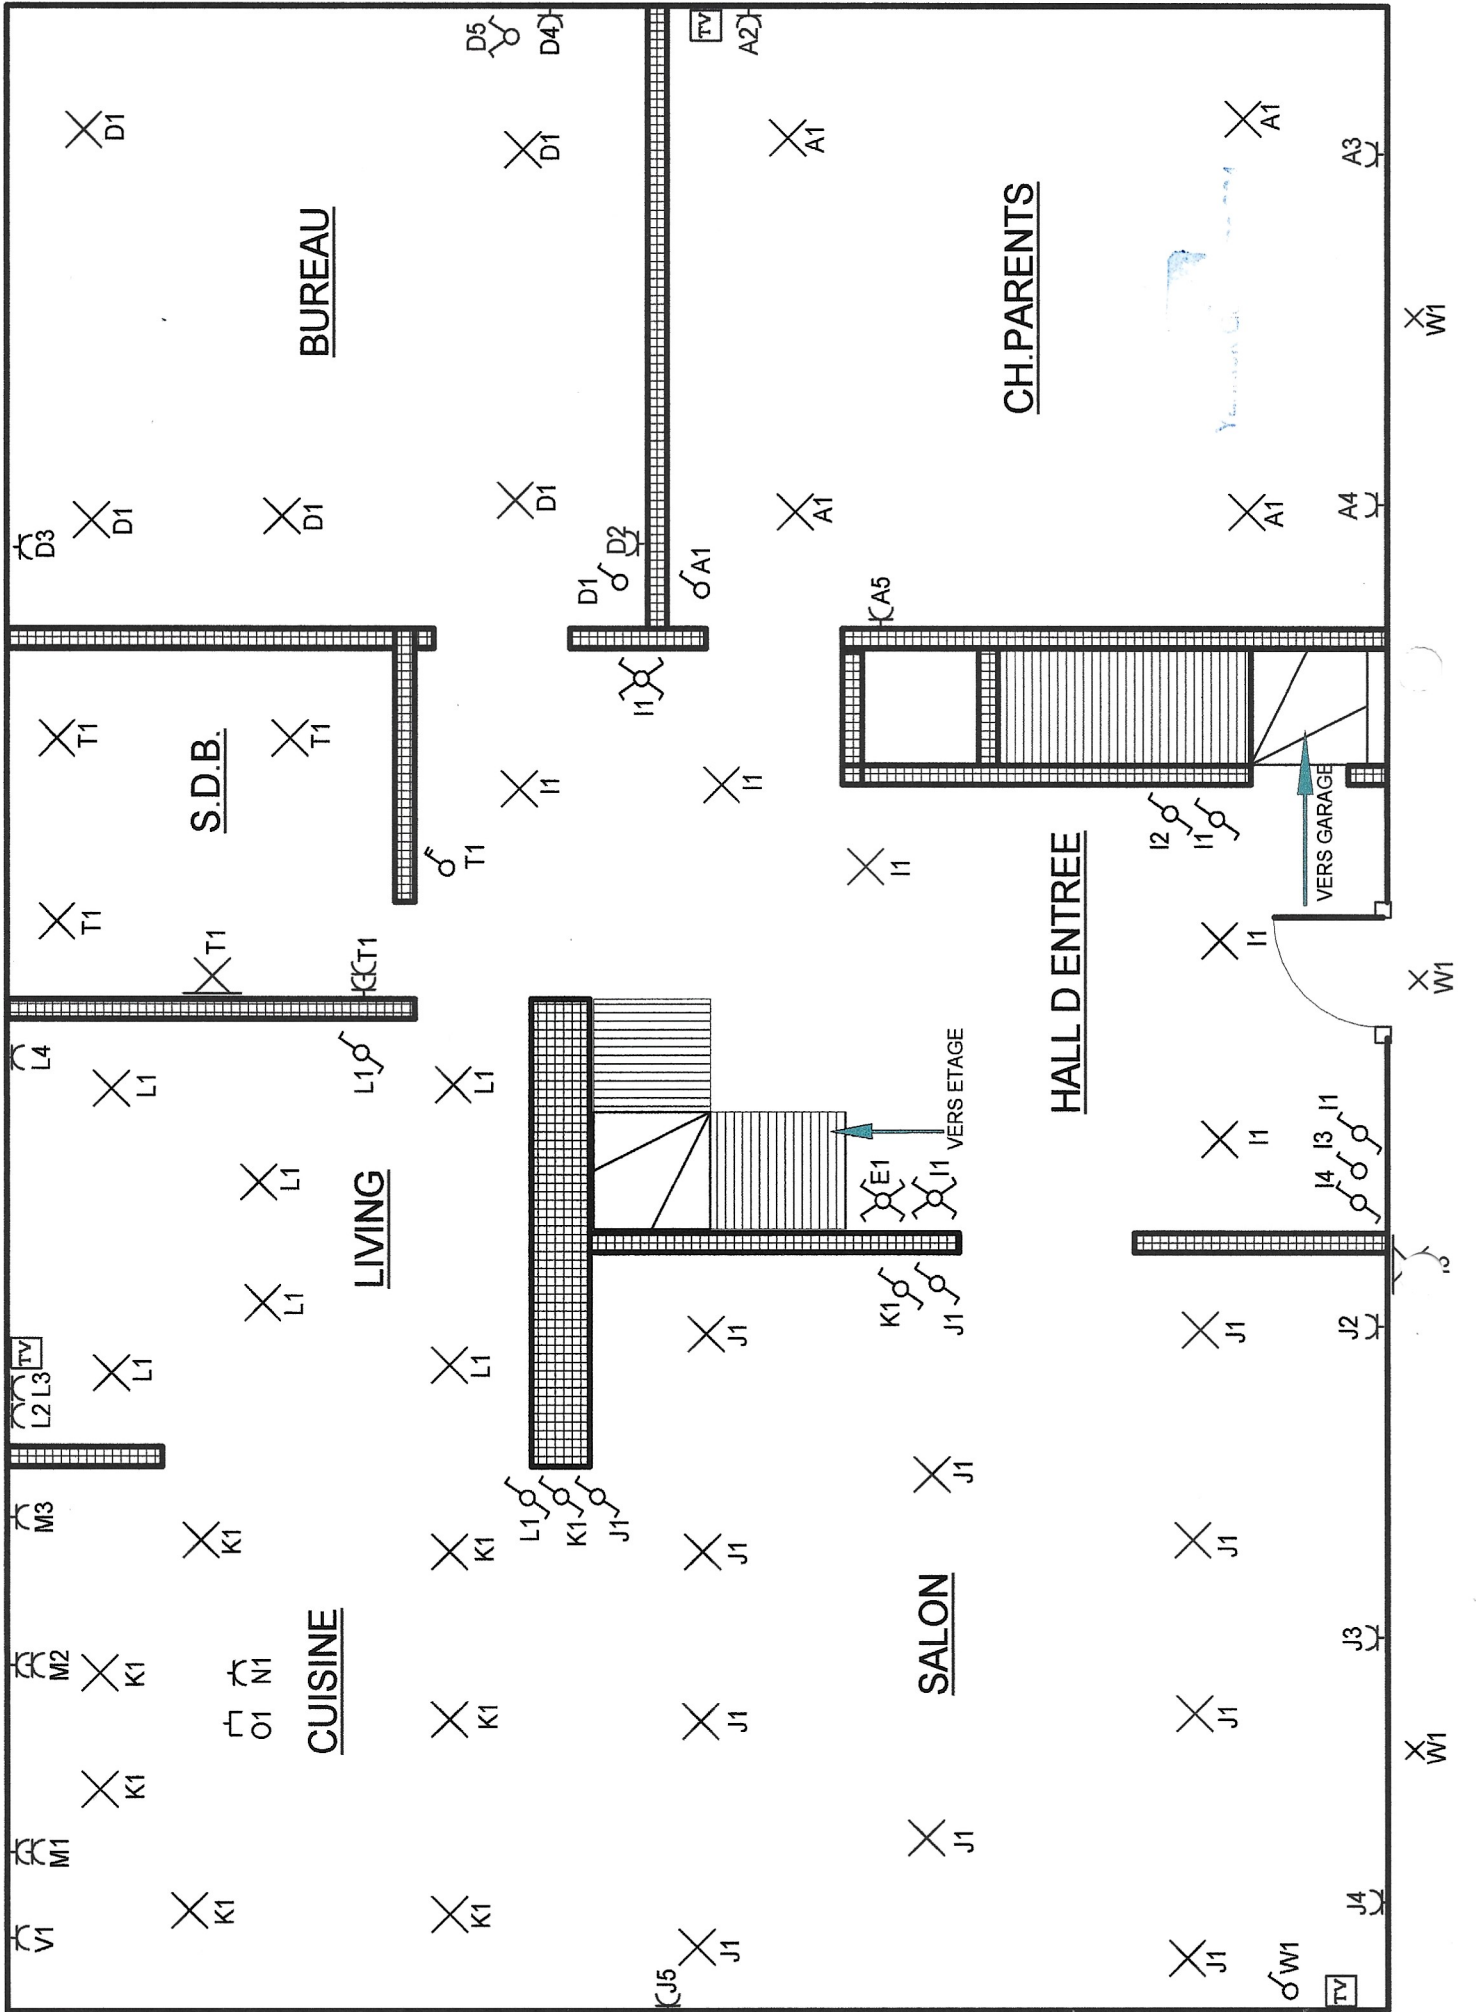 V1 M1 M2 M3 L2 L3 TV L4 D3
K1 K1 L1 L1 T1 T1 D1 D1
K1 K1 T1 S.D.B.
O1 N1 L1 L1 T1 D1 BUREAU
CUISINE LIVING L1 T1
K1 K1 K1 L1 L1 T1 D5
L1 I1 D1 D1 D4
K1 D1 D2
J1 I1
J5 A1 TV
J1 J1 J1 J1 I1 A2
A1 A1
K1 E1 I1 A5
SALON J1 I1 VERS ETAGE
J1 J1 CH.PARENTS
HALL D ENTREE
I2
I1
J1 J1 J1 J1 I1 I1 A1 A1
W1 I4 I3 I1 VERS GARAGE
TV J4 J3 J2 A4 A3
W1 W1 W1